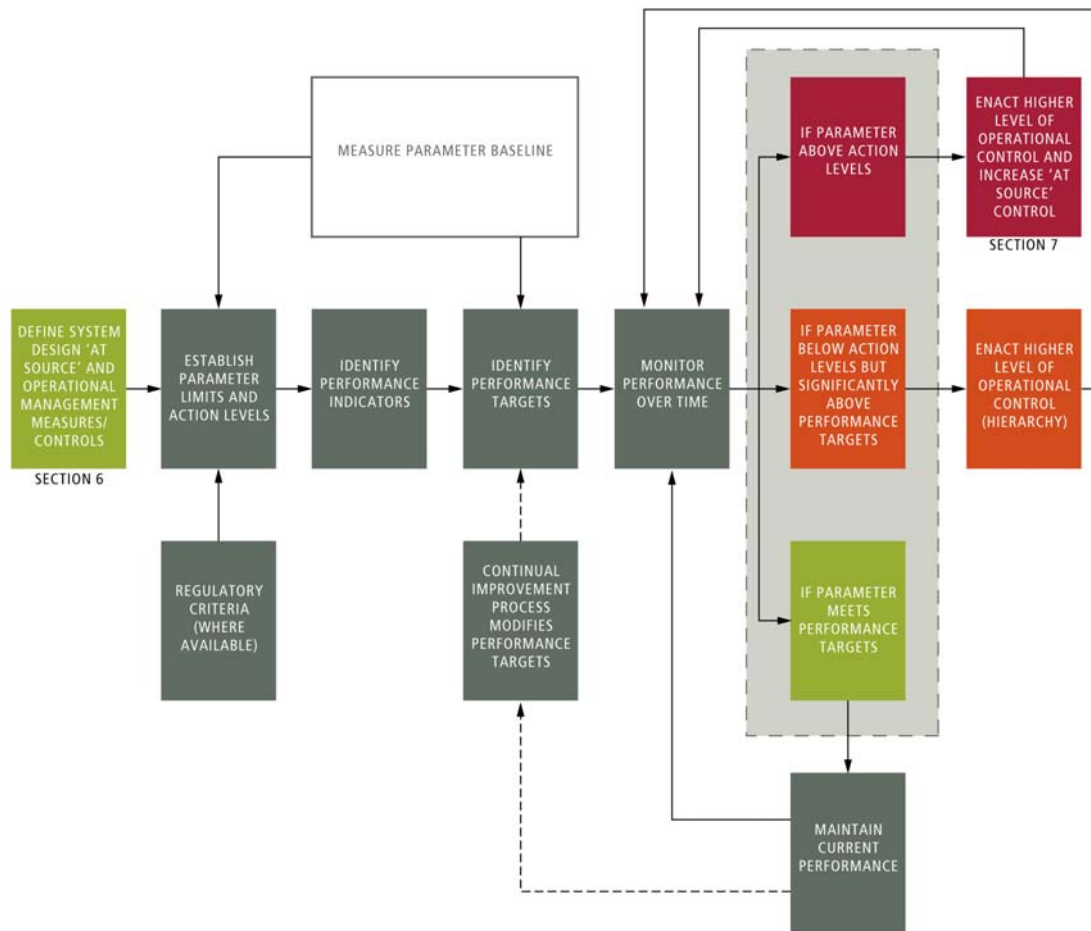 MEASURE PARAMETER BASELINE
IF PARAMETER
ABOVE ACTION
LEVELS
ENACT HIGHER
LEVEL OF
OPERATIONAL
CONTROL AND
INCREASE 'AT
SOURCE'
CONTROL
SECTION 7
DEFINE SYSTEM
DESIGN 'AT
SOURCE' AND
OPERATIONAL
MANAGEMENT
MEASURES/
CONTROLS
SECTION 6
ESTABLISH
PARAMETER
LIMITS AND
ACTION LEVELS
IDENTIFY
PERFORMANCE
INDICATORS
IDENTIFY
PERFORMANCE
TARGETS
MONITOR
PERFORMANCE
OVER TIME
IF PARAMETER
BELOW ACTION
LEVELS BUT
SIGNIFICANTLY
ABOVE
PERFORMANCE
TARGETS
ENACT HIGHER
LEVEL OF
OPERATIONAL
CONTROL
(HIERARCHY)
REGULATORY
CRITERIA
(WHERE
AVAILABLE)
CONTINUAL
IMPROVEMENT
PROCESS
MODIFIES
PERFORMANCE
TARGETS
IF PARAMETER
MEETS
PERFORMANCE
TARGETS
MAINTAIN
CURRENT
PERFORMANCE